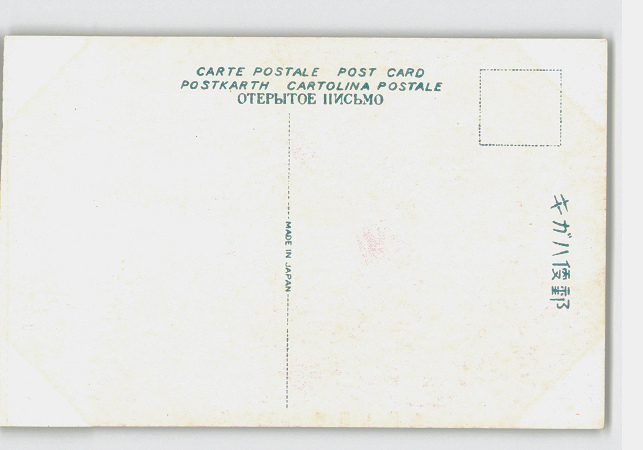 CARTE POSTALE POST CARD
POSTKARTH CARTOLINA POSTALE
ОТЕРЫТОЕ ПИСЬМО
MADE IN JAPAN
キガハ便郵